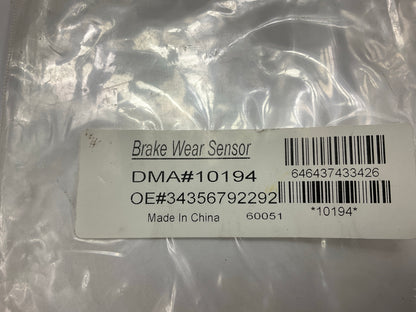 Brake Wear Sensor
DMA#10194
646437433426
OE#34356792292
Made In China 60051
*10194*